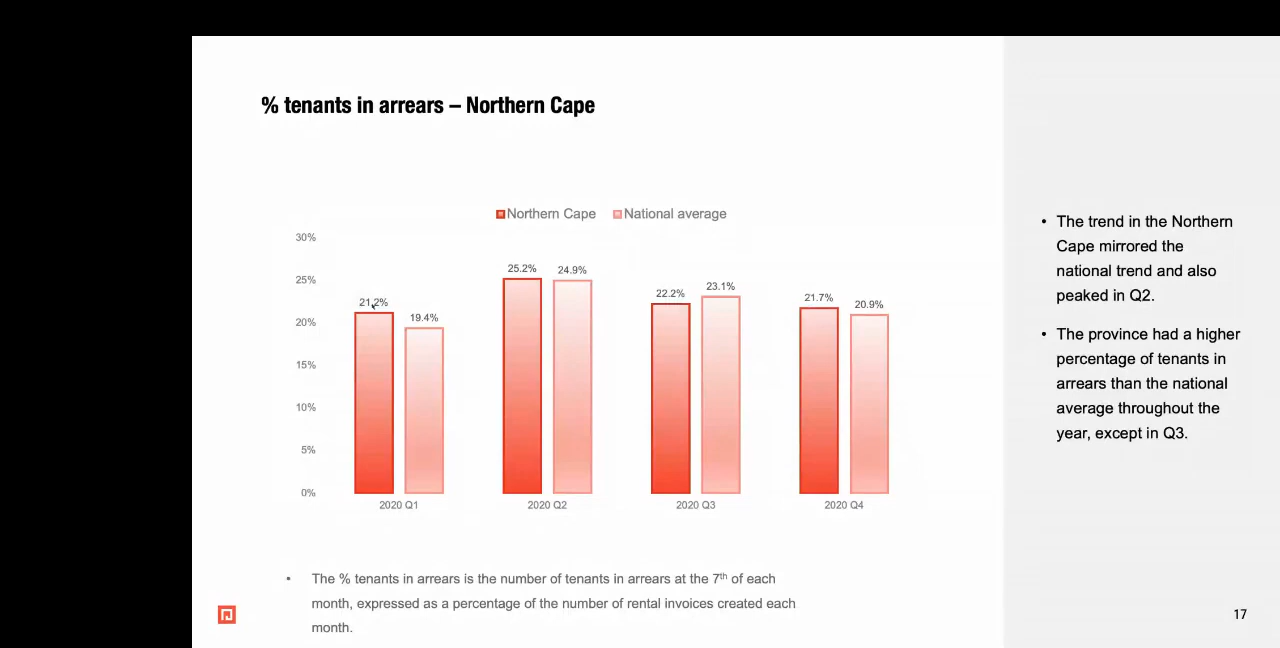 % tenants in arrears – Northern Cape
Northern Cape National average
30%
25%
20%
15%
10%
5%
0%
21.2% 19.4% 25.2% 24.9% 22.2% 23.1% 21.7% 20.9%
2020 Q1 2020 Q2 2020 Q3 2020 Q4
• The trend in the Northern
Cape mirrored the
national trend and also
peaked in Q2.
• The province had a higher
percentage of tenants in
arrears than the national
average throughout the
year, except in Q3.
▪ The % tenants in arrears is the number of tenants in arrears at the 7th of each
month, expressed as a percentage of the number of rental invoices created each
month.
17